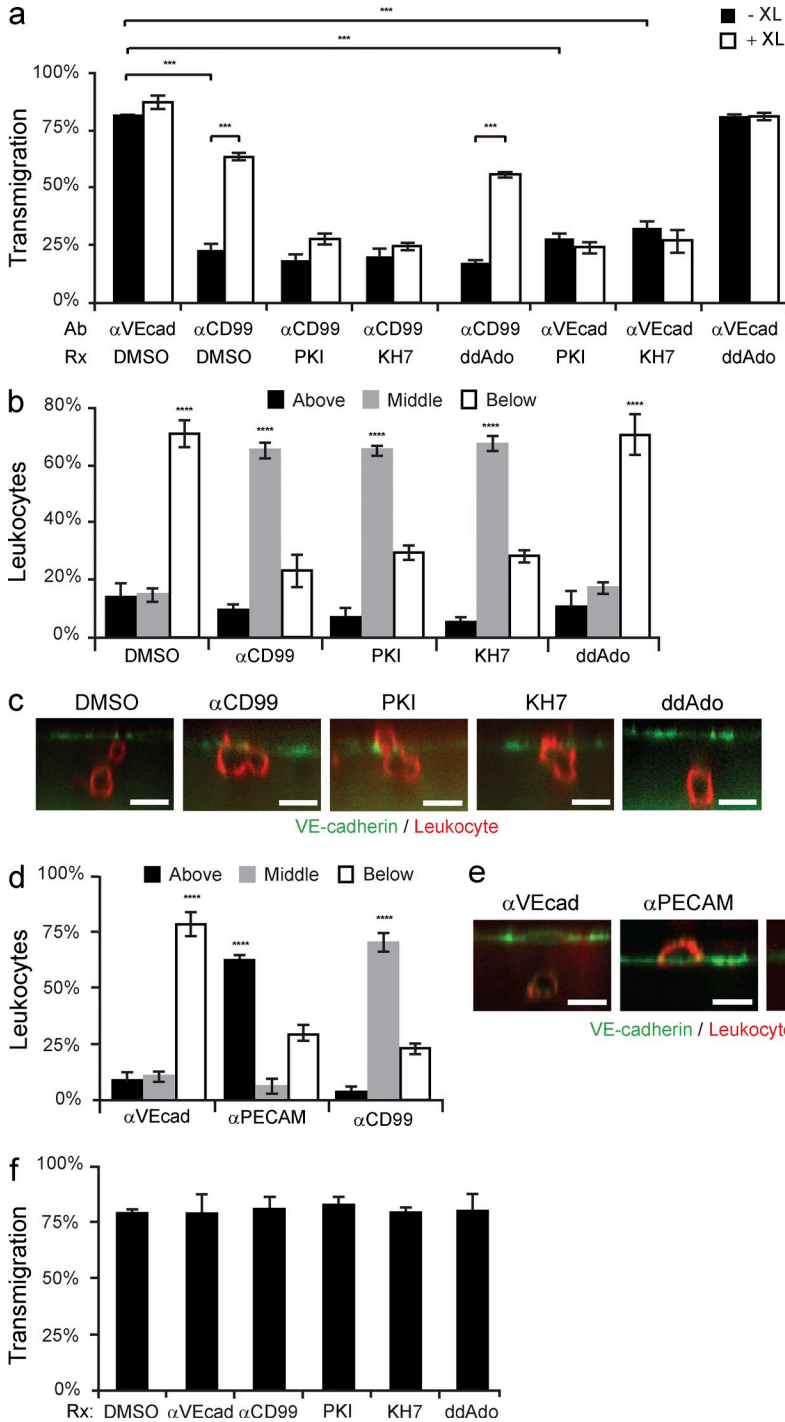 a
***
- XL
+ XL
***
***
100%
75%
50%
25%
0%
Transmigration
***
***
Ab αVEcad αCD99 αCD99 αCD99 αCD99 αVEcad αVEcad αVEcad
Rx DMSO DMSO PKI KH7 ddAdo PKI KH7 ddAdo
b
Above Middle Below
80%
60%
40%
20%
0%
Leukocytes
**** **** **** **** ****
DMSO αCD99 PKI KH7 ddAdo
c
DMSO αCD99 PKI KH7 ddAdo
VE-cadherin / Leukocyte
d
Above Middle Below
100%
75%
50%
25%
0%
Leukocytes
**** **** ****
αVEcad αPECAM αCD99
e
αVEcad αPECAM
VE-cadherin / Leukocyte
f
100%
75%
50%
25%
0%
Transmigration
Rx: DMSO αVEcad αCD99 PKI KH7 ddAdo